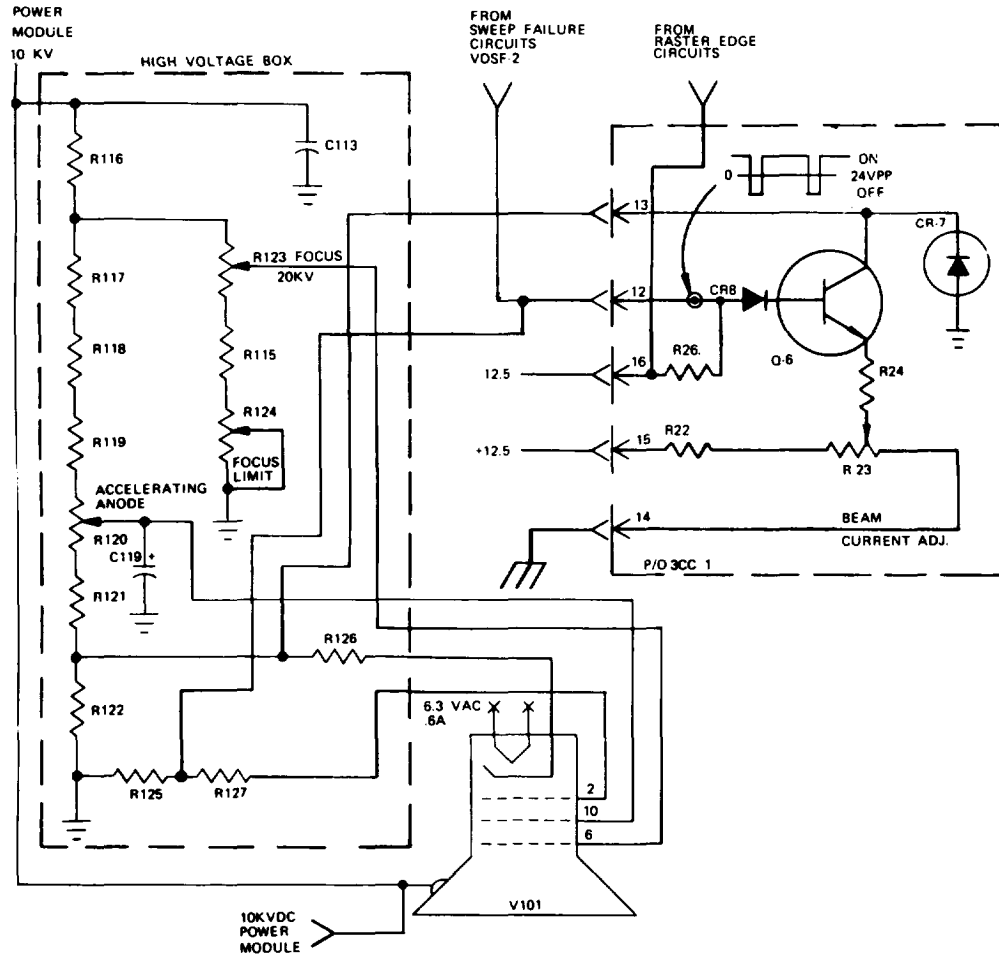 POWER
MODULE
10 KV
HIGH VOLTAGE BOX
FROM
SWEEP FAILURE
CIRCUITS
VDSF-2
FROM
RASTER EDGE
CIRCUITS
R116
C113
0
ON
24VPP
OFF
13
CR-7
R123 FOCUS
20KV
R117
12
CR8
R118
R115
Q-6
16
R26.
12.5
R24
R124
R119
FOCUS
LIMIT
+12.5
15
R22
R 23
ACCELERATING
ANODE
R120
C119 +
14
BEAM
CURRENT ADJ.
P/O 3CC 1
R121
R126
R122
6.3 VAC
.6A
R125
R127
2
10
6
V101
10KVDC
POWER
MODULE